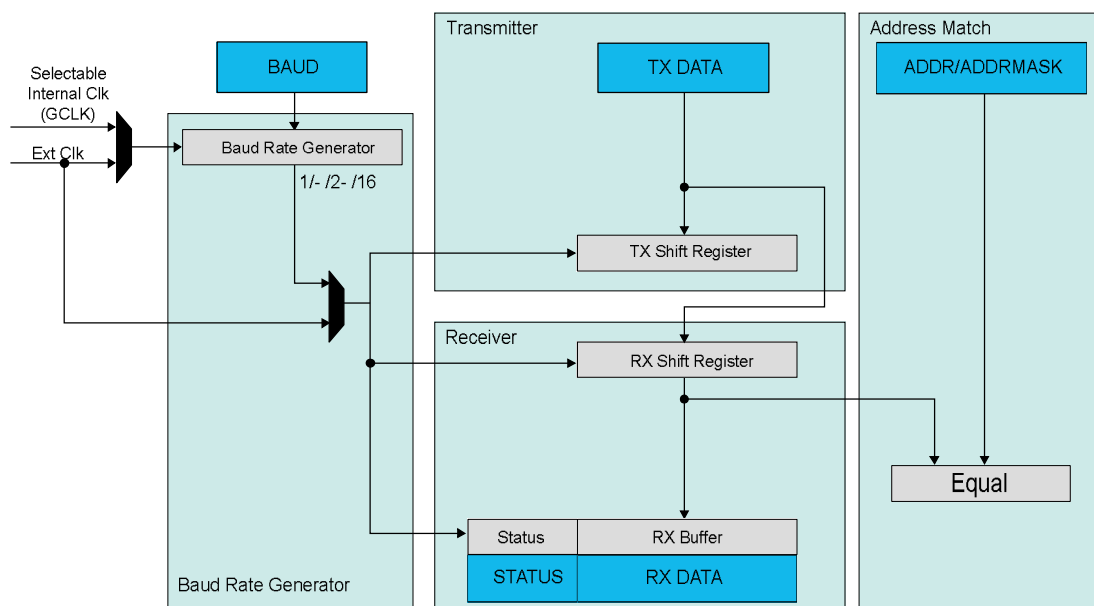 Transmitter
Address Match
BAUD
TX DATA
ADDR/ADDRMASK
Selectable
Internal Clk
(GCLK)
Ext Clk
Baud Rate Generator
1/- /2- /16
TX Shift Register
Receiver
RX Shift Register
Equal
Status
RX Buffer
STATUS
RX DATA
Baud Rate Generator